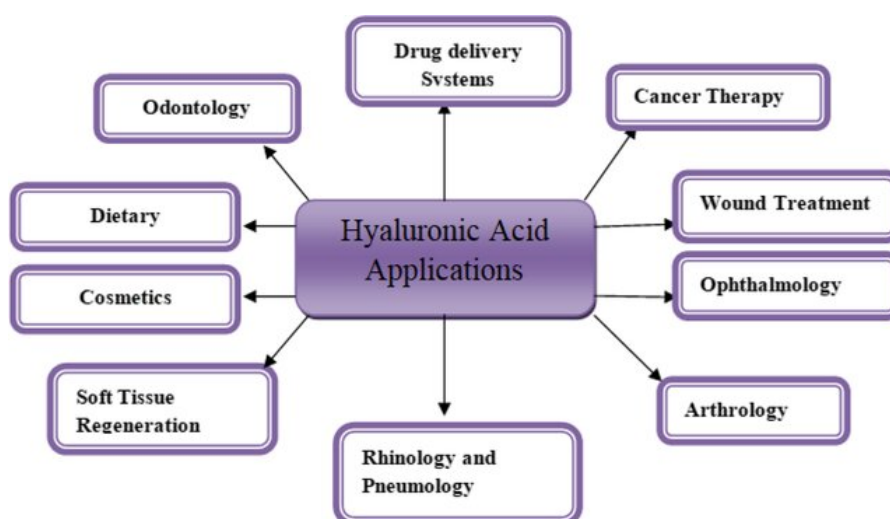 Drug delivery
Systems
Cancer Therapy
Odontology
Wound Treatment
Dietary
Hyaluronic Acid
Applications
Ophthalmology
Cosmetics
Soft Tissue
Regeneration
Arthrology
Rhinology and
Pneumology